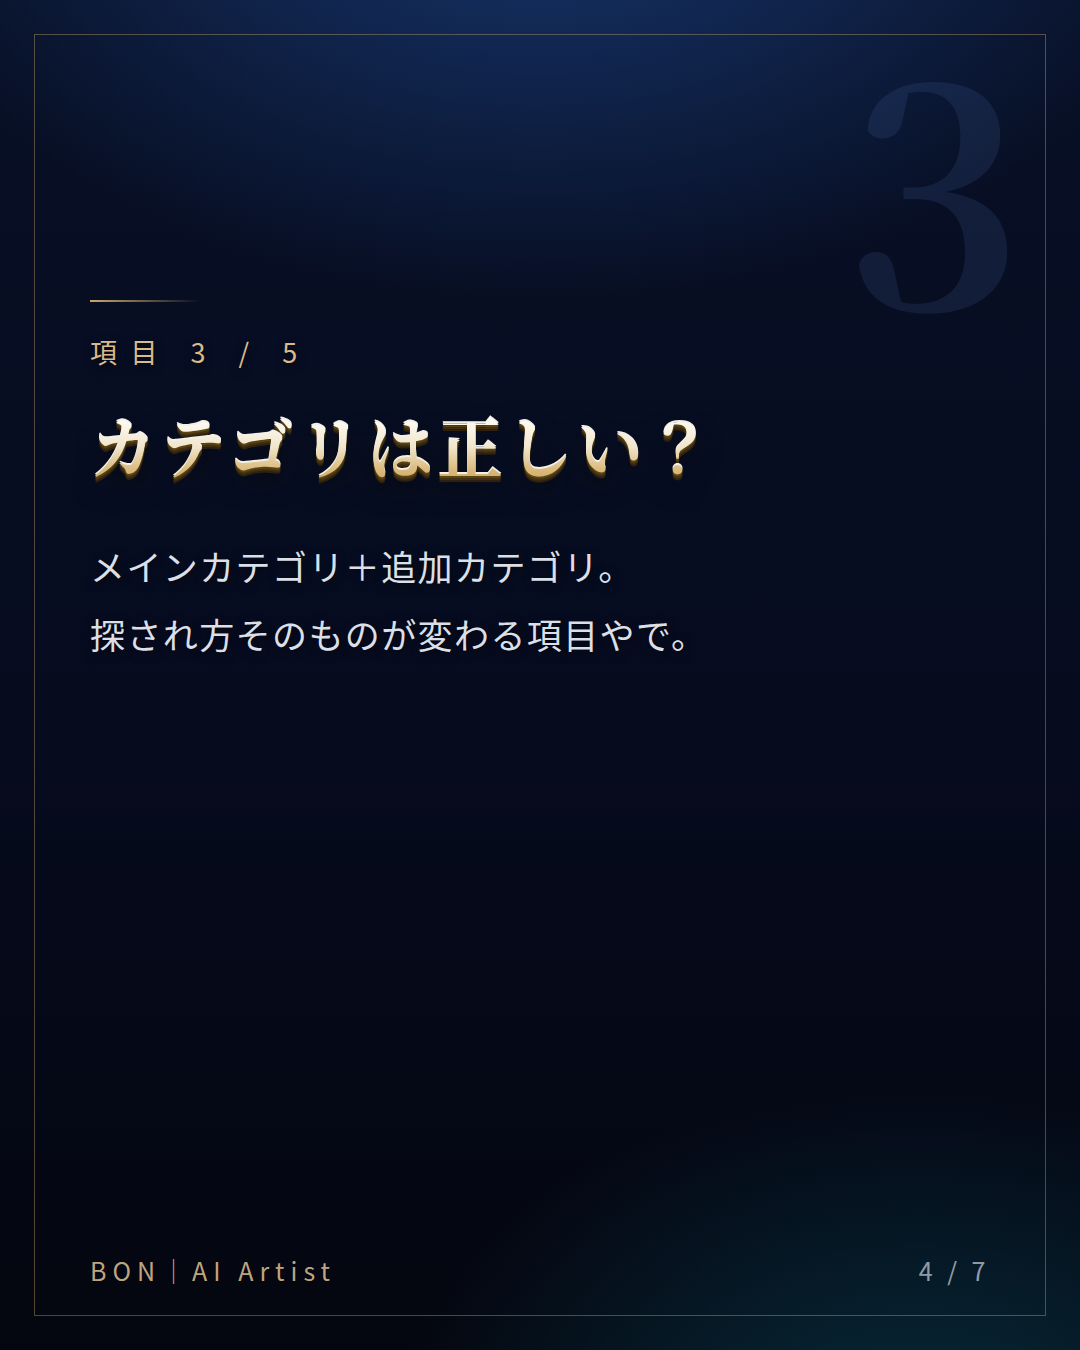 3
項目 3 / 5
カテゴリは正しい？
メインカテゴリ＋追加カテゴリ。
探され方そのものが変わる項目やで。
BON｜AI Artist
4 / 7